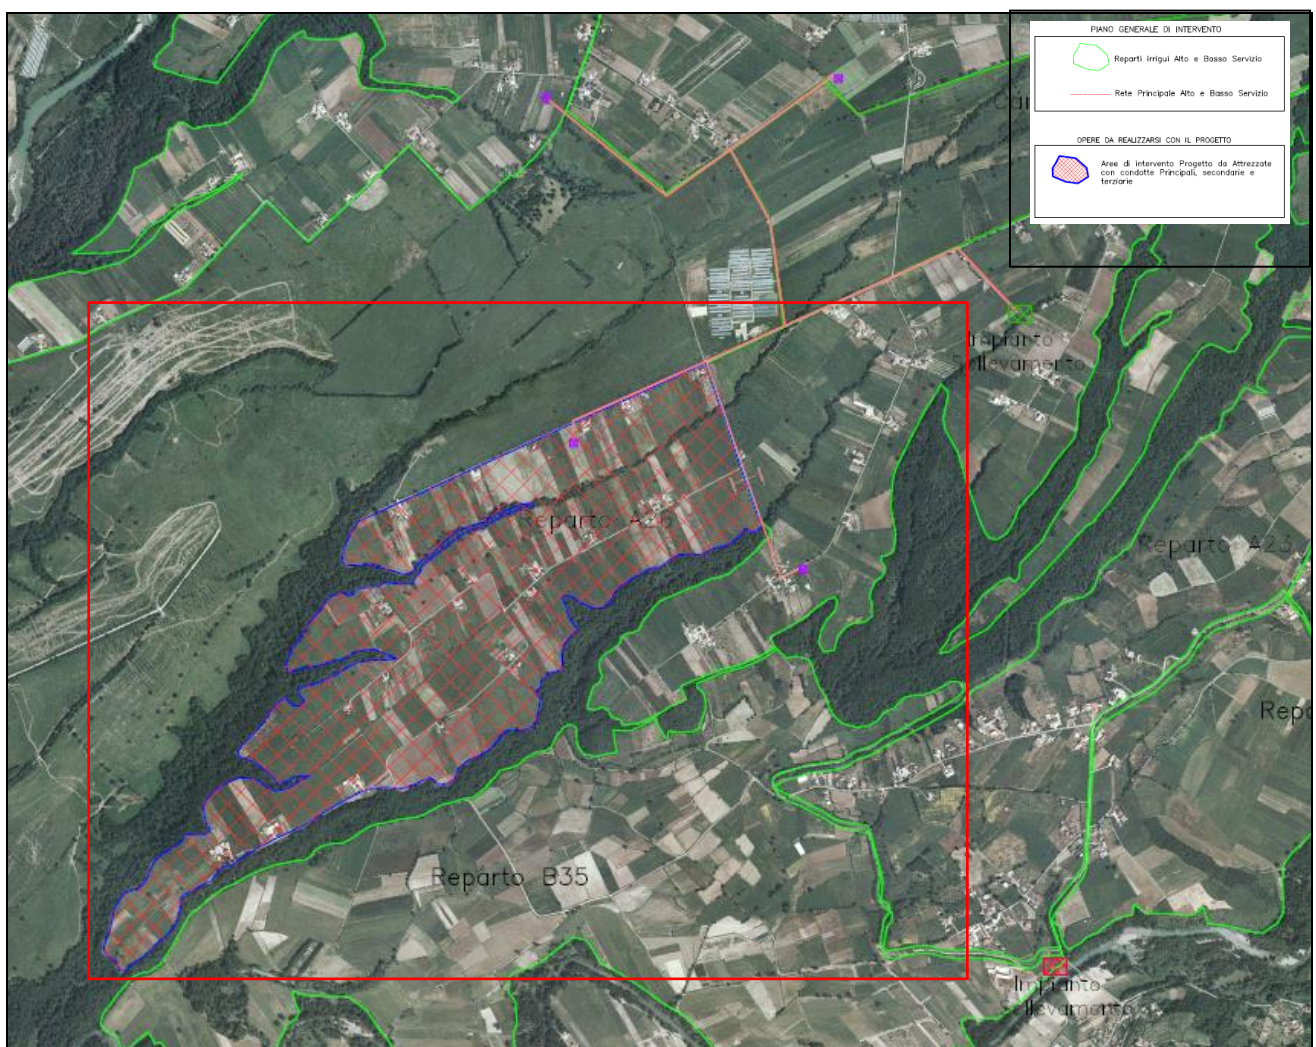 PIANO GENERALE DI INTERVENTO
Reparti irrigui Alto e Basso Servizio
Rete Principale Alto e Basso Servizio
OPERE DA REALIZZARSI CON IL PROGETTO
Aree di intervento Progetto da Attrezzate
con condotte Principali, secondarie e
terziarie
Impianto
Sollevamento
Reparto
Reparto A23
Reparto B35
Impianto
Sollevamento